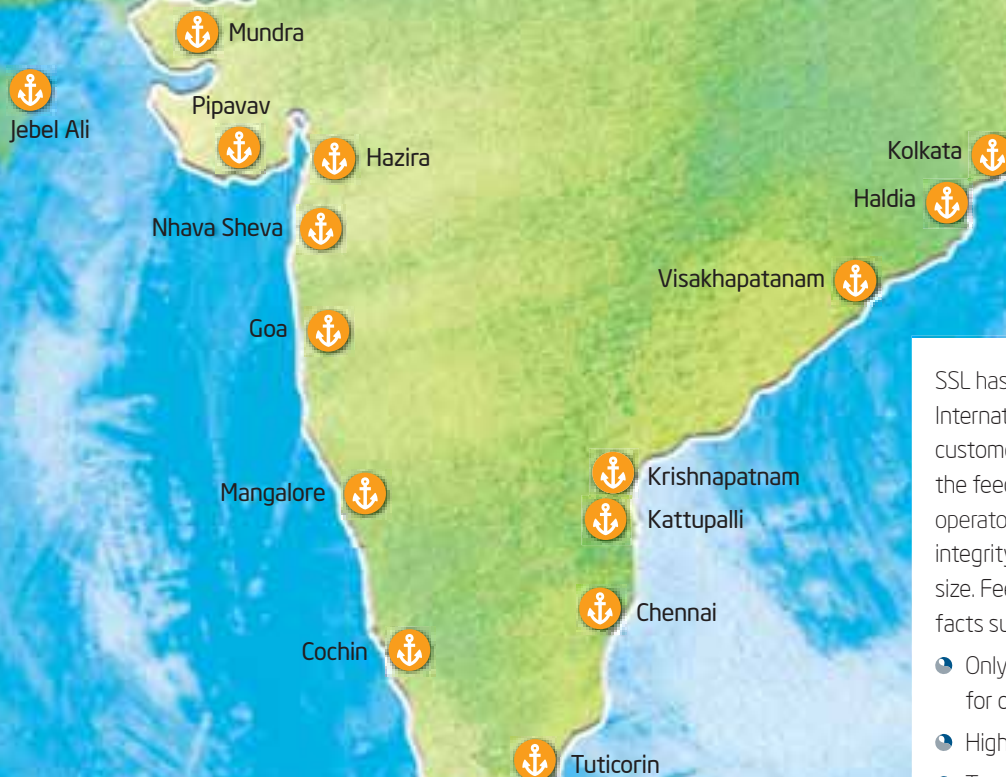 Mundra
Jebel Ali
Pipavav
Hazira
Kolkata
Haldia
Nhava Sheva
Visakhapatanam
Goa
Mangalore
Krishnapatnam
Kattupalli
Chennai
Cochin
Tuticorin
SSL has
Internat
custome
the feed
operato
integrity
size. Fee
facts su
Only
for c
High